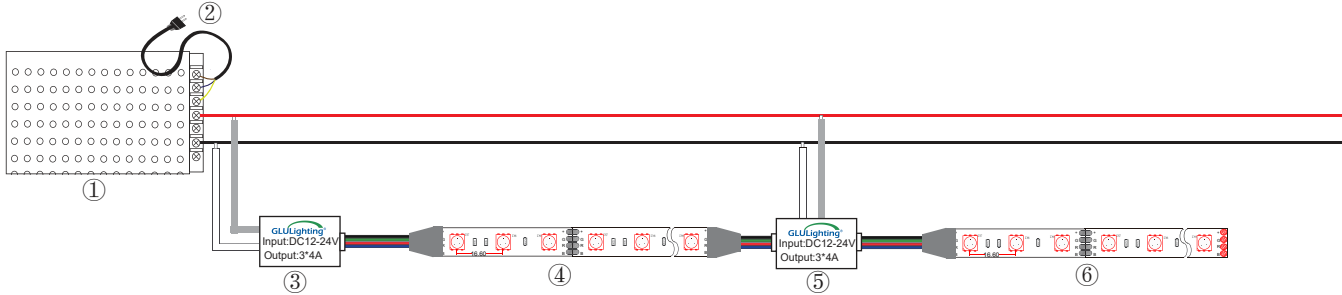 ②
①
GLULighting
Input:DC12-24V
Output:3*4A
③
16.60
④
GLULighting
Input:DC12-24V
Output:3*4A
⑤
16.60
⑥